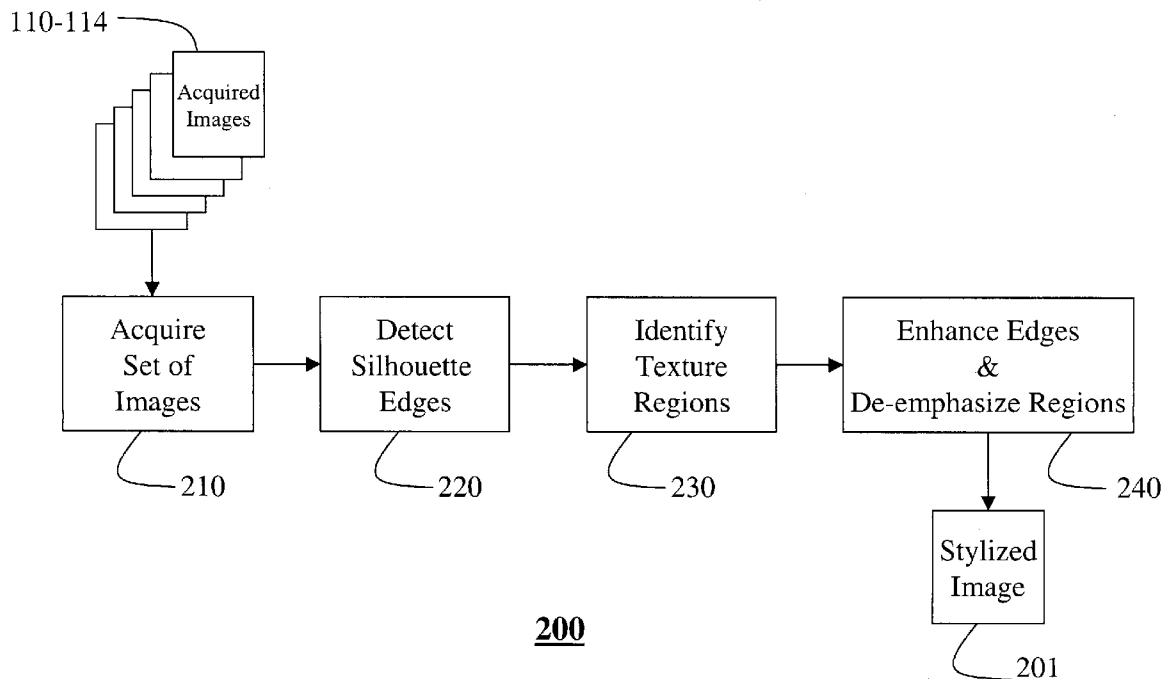 110-114
Acquired
Images
Acquire
Set of
Images
210
Detect
Silhouette
Edges
220
Identify
Texture
Regions
230
Enhance Edges
&
De-emphasize Regions
240
Stylized
Image
201
200